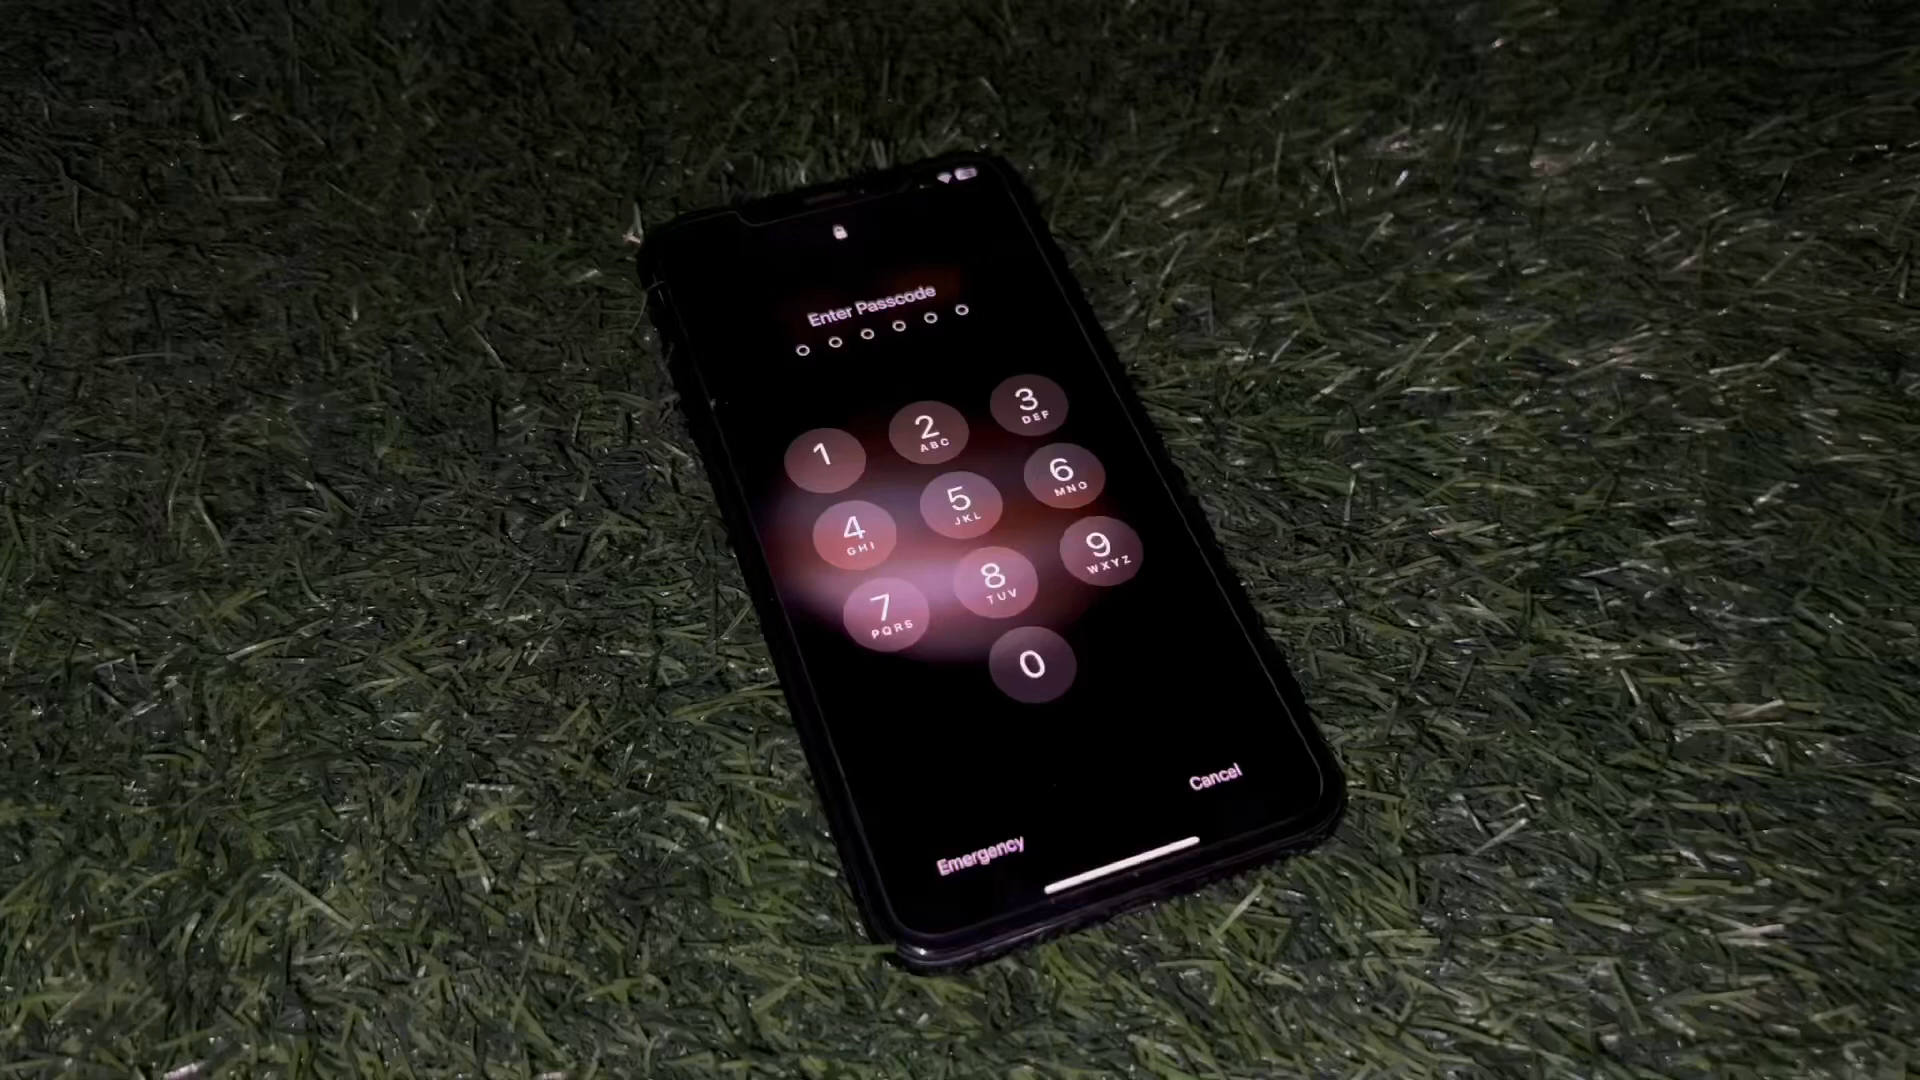 Enter Passcode
1
2
ABC
3
DEF
4
GHI
5
JKL
6
MNO
7
PQRS
8
TUV
9
WXYZ
0
Emergency
Cancel